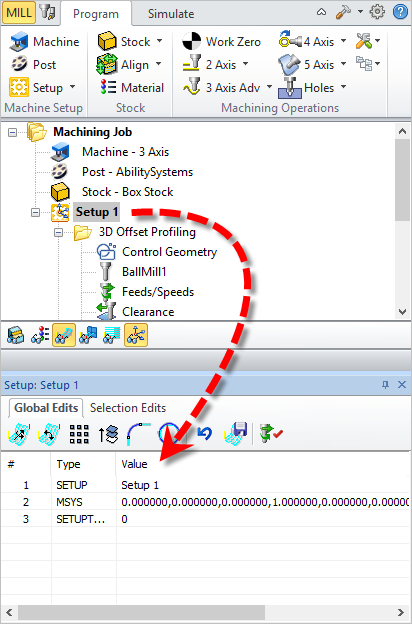 MILL Program Simulate
Machine Stock Work Zero 4 Axis
Post Align 2 Axis 5 Axis
Setup Material 3 Axis Adv Holes
Machine Setup Stock Machining Operations
Machining Job
Machine - 3 Axis
Post - AbilitySystems
Stock - Box Stock
Setup 1
3D Offset Profiling
Control Geometry
BallMill1
Feeds/Speeds
Clearance
Setup: Setup 1
Global Edits Selection Edits
# Type Value
1 SETUP Setup 1
2 MSYS 0.000000,0.000000,0.000000,1.000000,0.000000,0.00000
3 SETUPT... 0